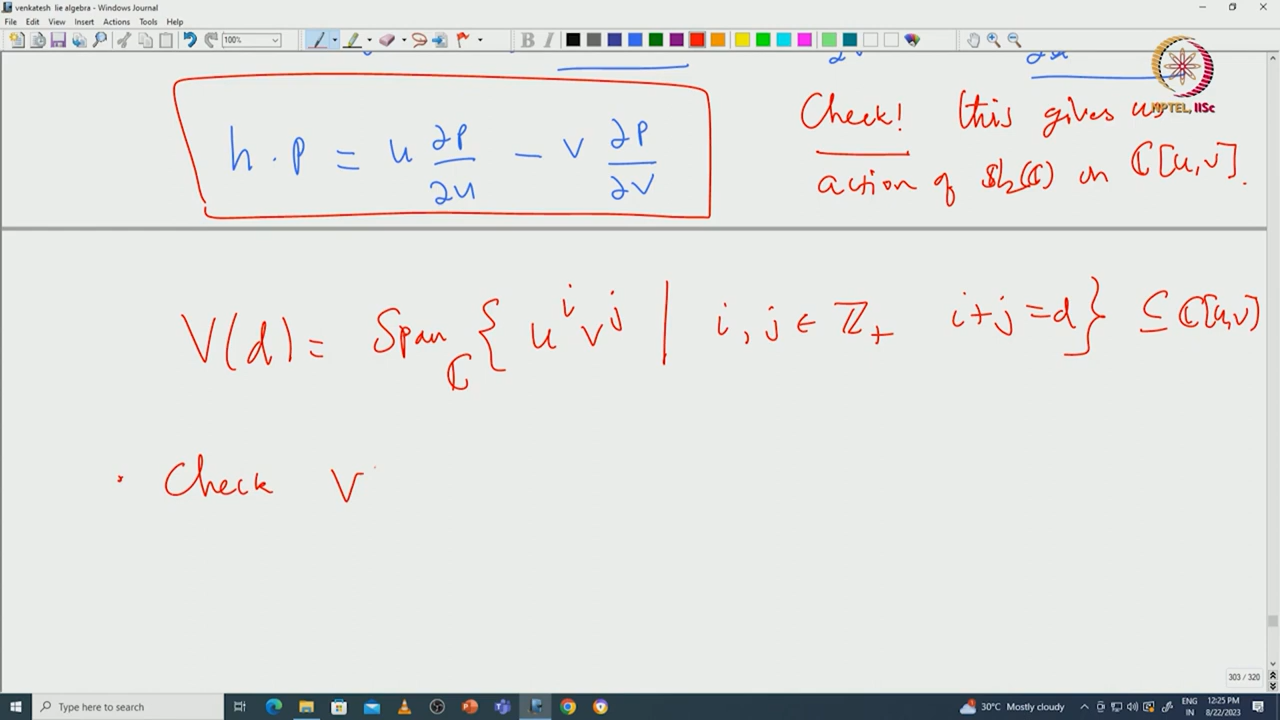 venkatesh lie algebra - Windows Journal
File Edit View Insert Actions Tools Help
100%
B I
NPTEL, IISc
h · p = u ∂p/∂u − v ∂p/∂v
Check! this gives us
action of sl₂(ℂ) on ℂ[u,v].
V(d) = Span_ℂ { u^i v^j | i, j ∈ ℤ₊ i+j=d } ⊆ ℂ[u,v]
· Check V
303 / 320
Type here to search
30°C Mostly cloudy
ENG
IN
12:25 PM
8/22/2023